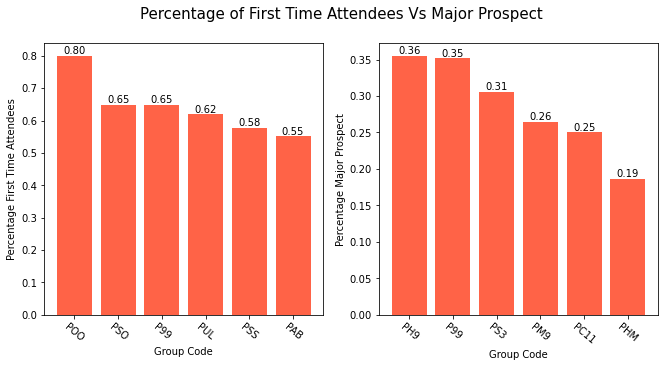 Percentage of First Time Attendees Vs Major Prospect
Percentage First Time Attendees
0.8
0.7
0.6
0.5
0.4
0.3
0.2
0.1
0.0
0.80
0.65
0.65
0.62
0.58
0.55
POO
PSO
P99
PUL
PSS
PAB
Group Code
Percentage Major Prospect
0.35
0.30
0.25
0.20
0.15
0.10
0.05
0.00
0.36
0.35
0.31
0.26
0.25
0.19
PH9
P99
PS3
PM9
PC11
PHM
Group Code